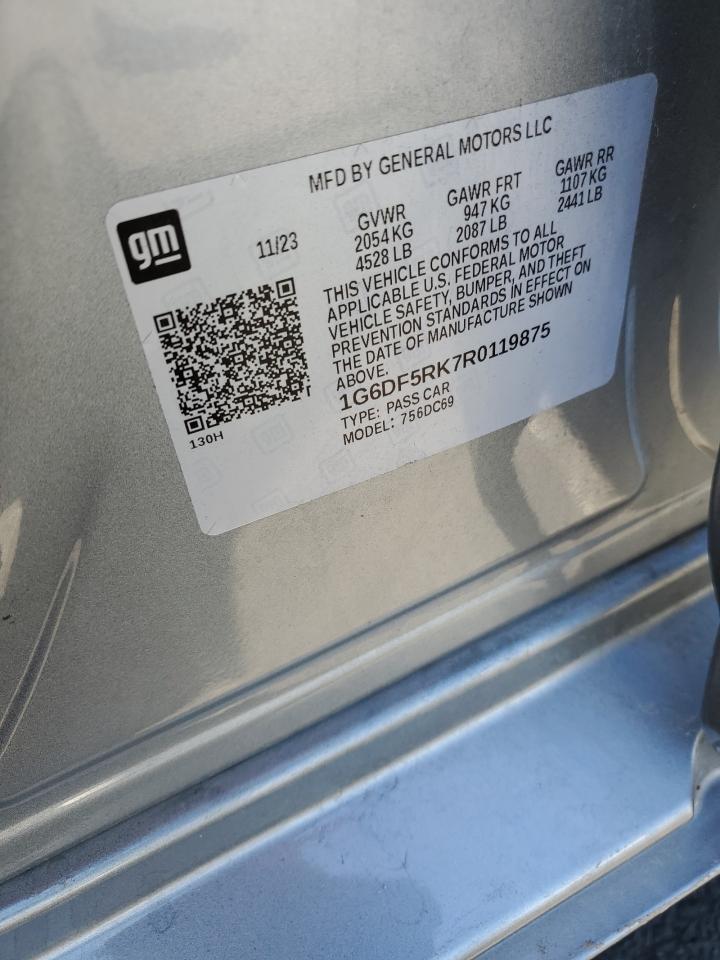 MFD BY GENERAL MOTORS LLC
gm
11/23
GVWR
2054 KG
4528 LB
GAWR FRT
947 KG
2087 LB
GAWR RR
1107 KG
2441 LB
THIS VEHICLE CONFORMS TO ALL
APPLICABLE U.S. FEDERAL MOTOR
VEHICLE SAFETY, BUMPER, AND THEFT
PREVENTION STANDARDS IN EFFECT ON
THE DATE OF MANUFACTURE SHOWN
ABOVE.
1G6DF5RK7R0119875
TYPE: PASS CAR
MODEL: 756DC69
130H